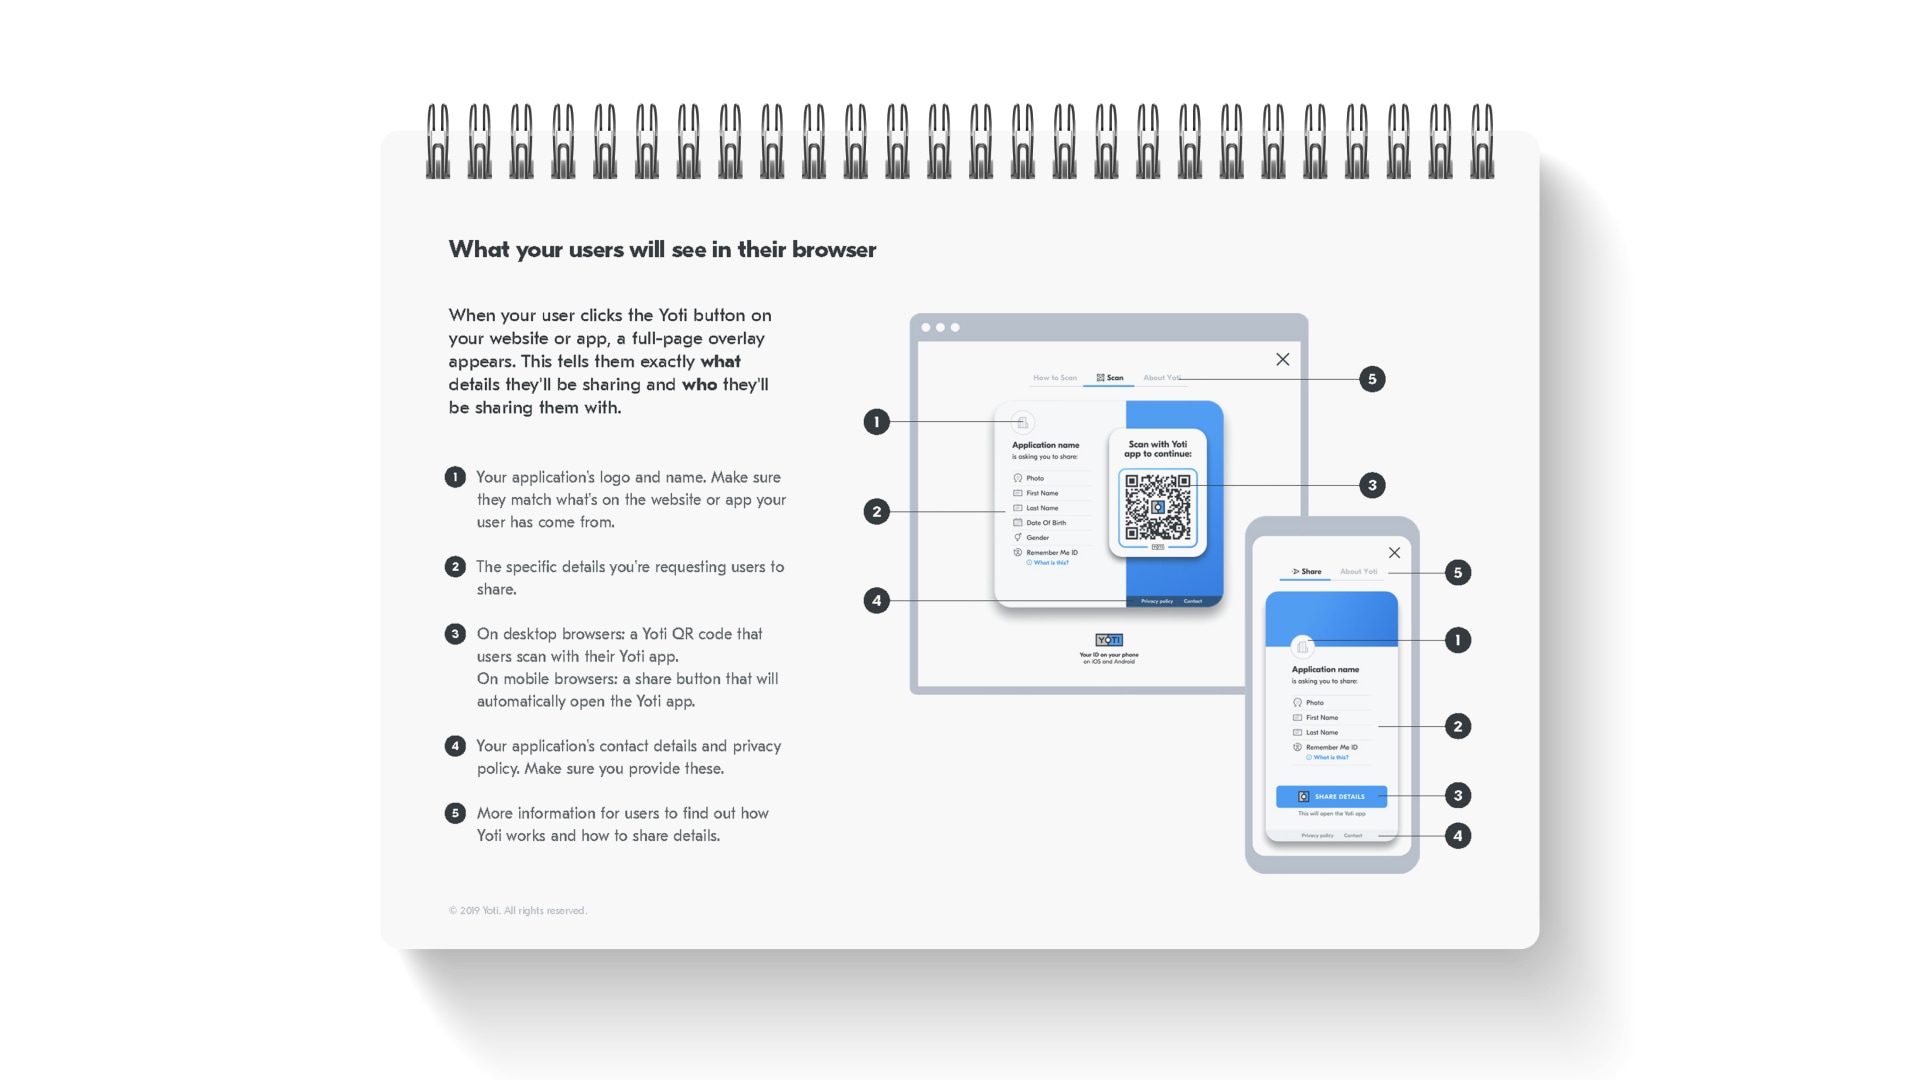 What your users will see in their browser
When your user clicks the Yoti button on
your website or app, a full-page overlay
appears. This tells them exactly what
details they'll be sharing and who they'll
be sharing them with.
1 Your application's logo and name. Make sure
they match what's on the website or app your
user has come from.
2 The specific details you're requesting users to
share.
3 On desktop browsers: a Yoti QR code that
users scan with their Yoti app.
On mobile browsers: a share button that will
automatically open the Yoti app.
4 Your application's contact details and privacy
policy. Make sure you provide these.
5 More information for users to find out how
Yoti works and how to share details.
© 2019 Yoti. All rights reserved.
How to Scan Scan About Yoti
5
1
Application name
is asking you to share:
Photo
First Name
Last Name
Date Of Birth
Gender
Remember Me ID
What is this?
Scan with Yoti
app to continue:
YOTI
3
2
4
Privacy policy Contact
YOTI
Your ID on your phone
on iOS and Android
Share About Yoti
5
1
Application name
is asking you to share:
Photo
First Name
Last Name
Remember Me ID
What is this?
2
SHARE DETAILS
3
This will open the Yoti app
Privacy policy Contact
4